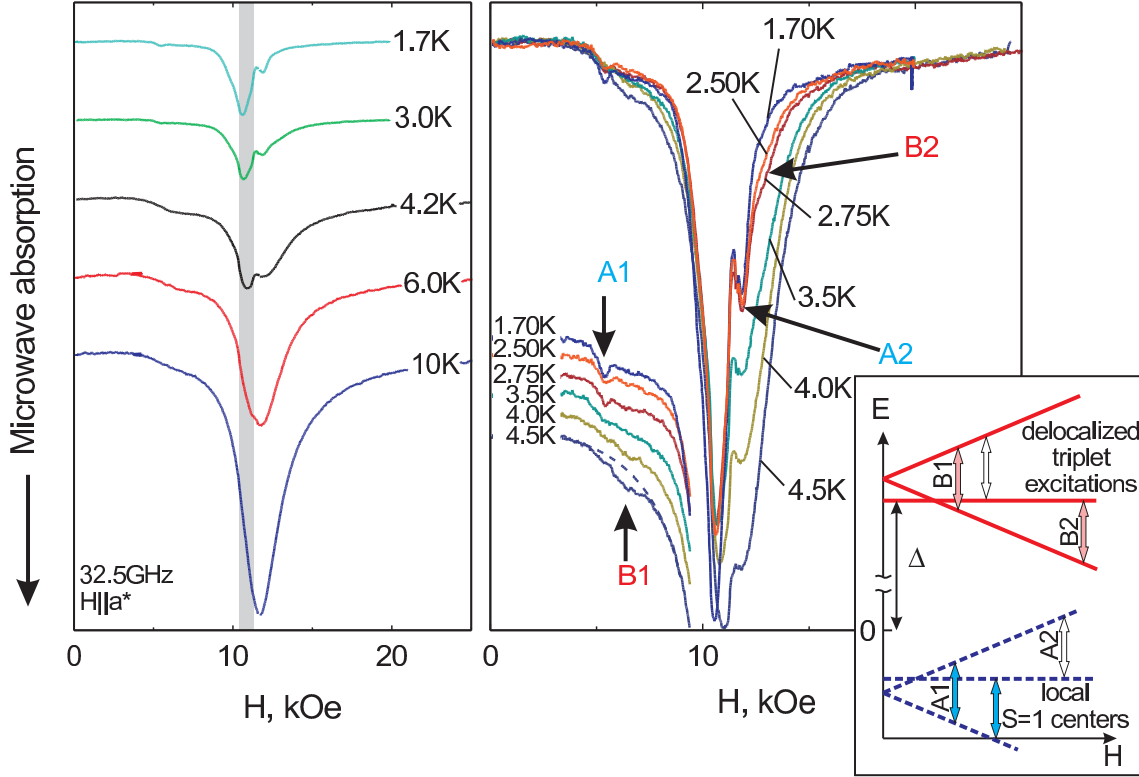 Microwave absorption
1.7K
3.0K
4.2K
6.0K
10K
32.5GHz
H||a*
0
10
20
H, kOe
1.70K
2.50K
B2
2.75K
A1
3.5K
A2
1.70K
2.50K
2.75K
3.5K
4.0K
4.5K
4.0K
4.5K
B1
0
10
H, kOe
E
delocalized
triplet
excitations
B1
B2
Δ
0
A2
A1
local
S=1 centers
H